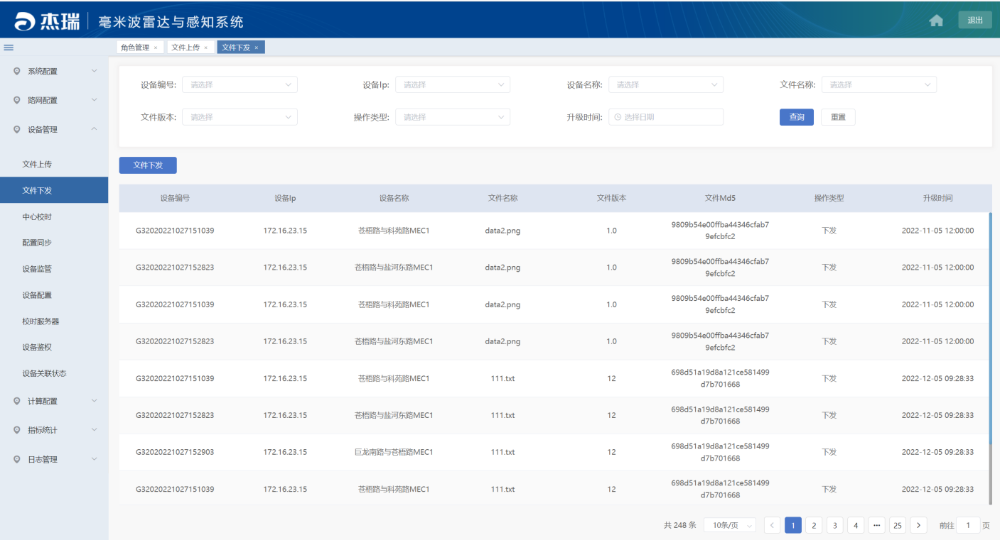 杰瑞 毫米波雷达与感知系统 退出
角色管理 × 文件上传 × 文件下发 ×
系统配置
路网配置
设备管理
文件上传
文件下发
中心校时
配置同步
设备监管
设备配置
校时服务器
设备鉴权
设备关联状态
计算配置
指标统计
日志管理
设备编号: 请选择 设备Ip: 请选择 设备名称: 请选择 文件名称: 请选择
文件版本: 请选择 操作类型: 请选择 升级时间: 选择日期 查询 重置
文件下发
设备编号 设备Ip 设备名称 文件名称 文件版本 文件Md5 操作类型 升级时间
G32020221027151039 172.16.23.15 苍梧路与科苑路MEC1 data2.png 1.0 9809b54e00ffba44346cfab7 下发 2022-11-05 12:00:00
9efcbfc2
G32020221027152823 172.16.23.15 苍梧路与盐河东路MEC1 data2.png 1.0 9809b54e00ffba44346cfab7 下发 2022-11-05 12:00:00
9efcbfc2
G32020221027151039 172.16.23.15 苍梧路与科苑路MEC1 data2.png 1.0 9809b54e00ffba44346cfab7 下发 2022-11-05 12:00:00
9efcbfc2
G32020221027152823 172.16.23.15 苍梧路与盐河东路MEC1 data2.png 1.0 9809b54e00ffba44346cfab7 下发 2022-11-05 12:00:00
9efcbfc2
G32020221027151039 172.16.23.15 苍梧路与科苑路MEC1 111.txt 12 698d51a19d8a121ce581499 下发 2022-12-05 09:28:33
d7b701668
G32020221027152823 172.16.23.15 苍梧路与盐河东路MEC1 111.txt 12 698d51a19d8a121ce581499 下发 2022-12-05 09:28:33
d7b701668
G32020221027152903 172.16.23.15 巨龙南路与苍梧路MEC1 111.txt 12 698d51a19d8a121ce581499 下发 2022-12-05 09:28:33
d7b701668
G32020221027151039 172.16.23.15 苍梧路与科苑路MEC1 111.txt 12 698d51a19d8a121ce581499 下发 2022-12-05 09:28:33
d7b701668
共 248 条 10条/页 < 1 2 3 4 ··· 25 > 前往 1 页